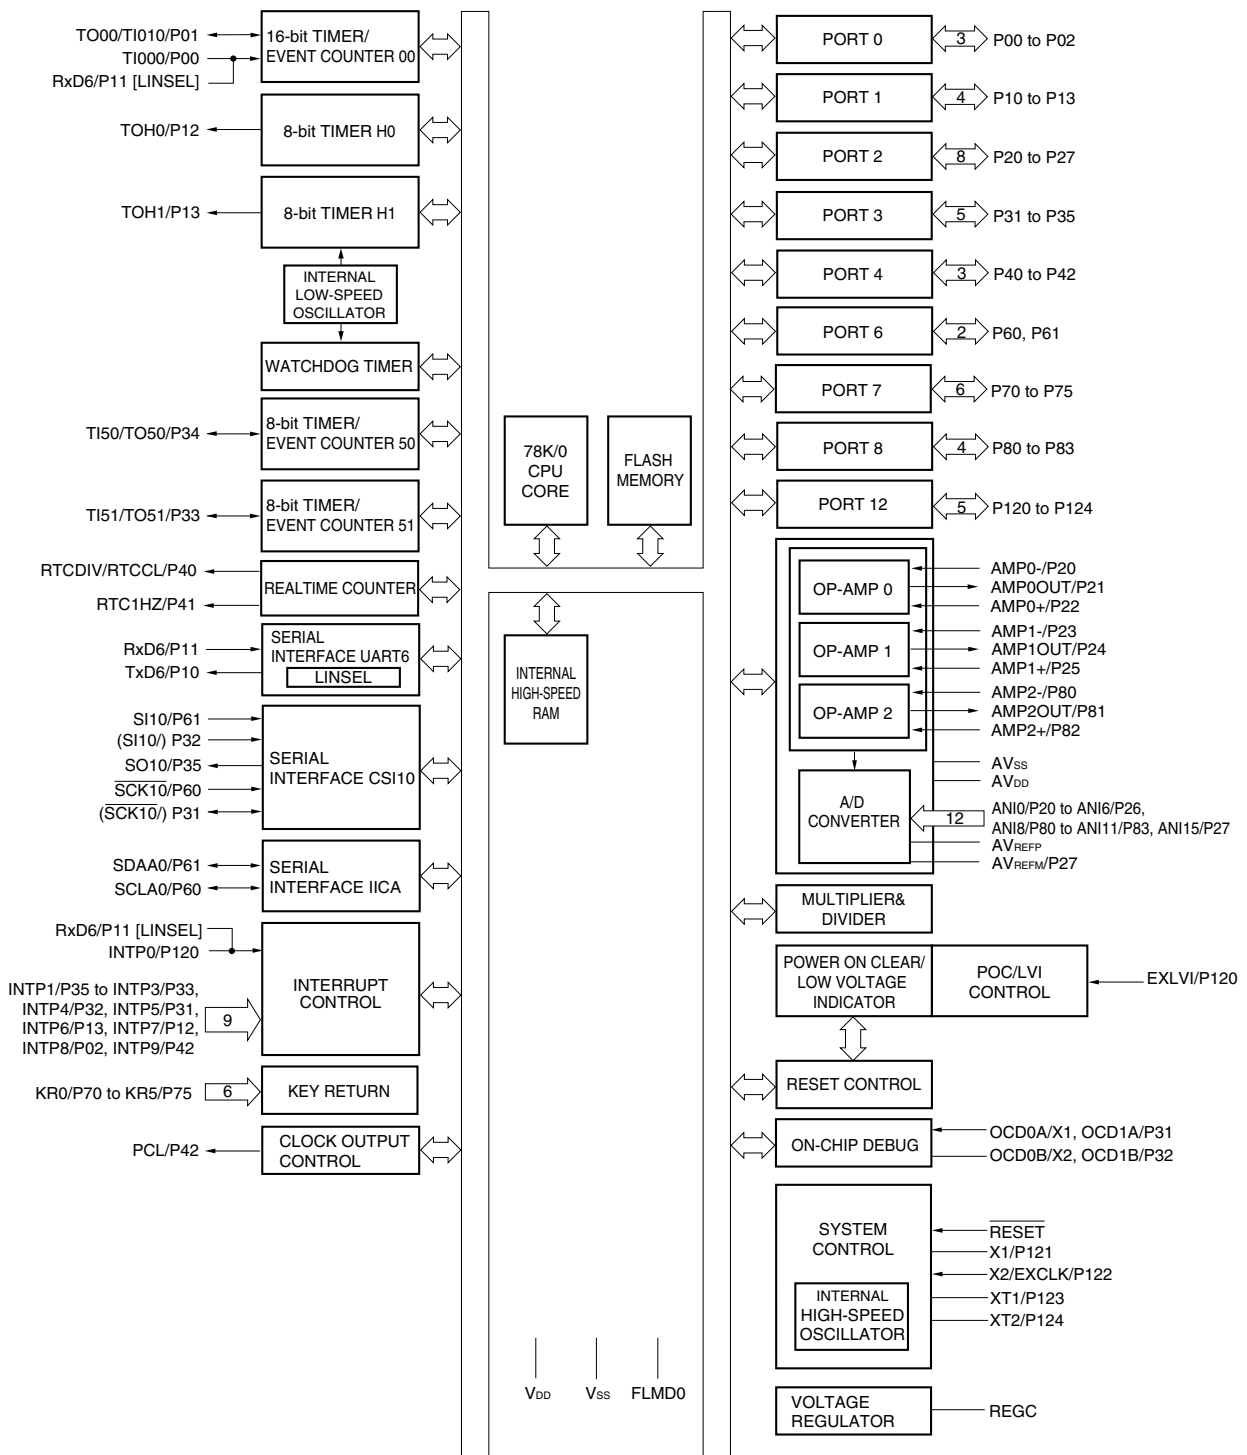 TO00/TI010/P01
TI000/P00
RxD6/P11 [LINSEL]
16-bit TIMER/
EVENT COUNTER 00
TOH0/P12
8-bit TIMER H0
TOH1/P13
8-bit TIMER H1
INTERNAL
LOW-SPEED
OSCILLATOR
WATCHDOG TIMER
TI50/TO50/P34
8-bit TIMER/
EVENT COUNTER 50
TI51/TO51/P33
8-bit TIMER/
EVENT COUNTER 51
RTCDIV/RTCCL/P40
RTC1HZ/P41
REALTIME COUNTER
RxD6/P11
TxD6/P10
SERIAL
INTERFACE UART6
LINSEL
SI10/P61
(SI10/) P32
SO10/P35
SCK10/P60
(SCK10/) P31
SERIAL
INTERFACE CSI10
SDAA0/P61
SCLA0/P60
SERIAL
INTERFACE IICA
RxD6/P11 [LINSEL]
INTP0/P120
INTP1/P35 to INTP3/P33,
INTP4/P32, INTP5/P31,
INTP6/P13, INTP7/P12,
INTP8/P02, INTP9/P42
9
INTERRUPT
CONTROL
KR0/P70 to KR5/P75
6
KEY RETURN
PCL/P42
CLOCK OUTPUT
CONTROL
78K/0
CPU
CORE
FLASH
MEMORY
INTERNAL
HIGH-SPEED
RAM
VDD
VSS
FLMD0
PORT 0
3
P00 to P02
PORT 1
4
P10 to P13
PORT 2
8
P20 to P27
PORT 3
5
P31 to P35
PORT 4
3
P40 to P42
PORT 6
2
P60, P61
PORT 7
6
P70 to P75
PORT 8
4
P80 to P83
PORT 12
5
P120 to P124
OP-AMP 0
AMP0-/P20
AMP0OUT/P21
AMP0+/P22
OP-AMP 1
AMP1-/P23
AMP1OUT/P24
AMP1+/P25
OP-AMP 2
AMP2-/P80
AMP2OUT/P81
AMP2+/P82
AVSS
AVDD
A/D
CONVERTER
12
ANI0/P20 to ANI6/P26,
ANI8/P80 to ANI11/P83, ANI15/P27
AVREFP
AVREFM/P27
MULTIPLIER&
DIVIDER
POWER ON CLEAR/
LOW VOLTAGE
INDICATOR
POC/LVI
CONTROL
EXLVI/P120
RESET CONTROL
ON-CHIP DEBUG
OCD0A/X1, OCD1A/P31
OCD0B/X2, OCD1B/P32
SYSTEM
CONTROL
INTERNAL
HIGH-SPEED
OSCILLATOR
RESET
X1/P121
X2/EXCLK/P122
XT1/P123
XT2/P124
VOLTAGE
REGULATOR
REGC